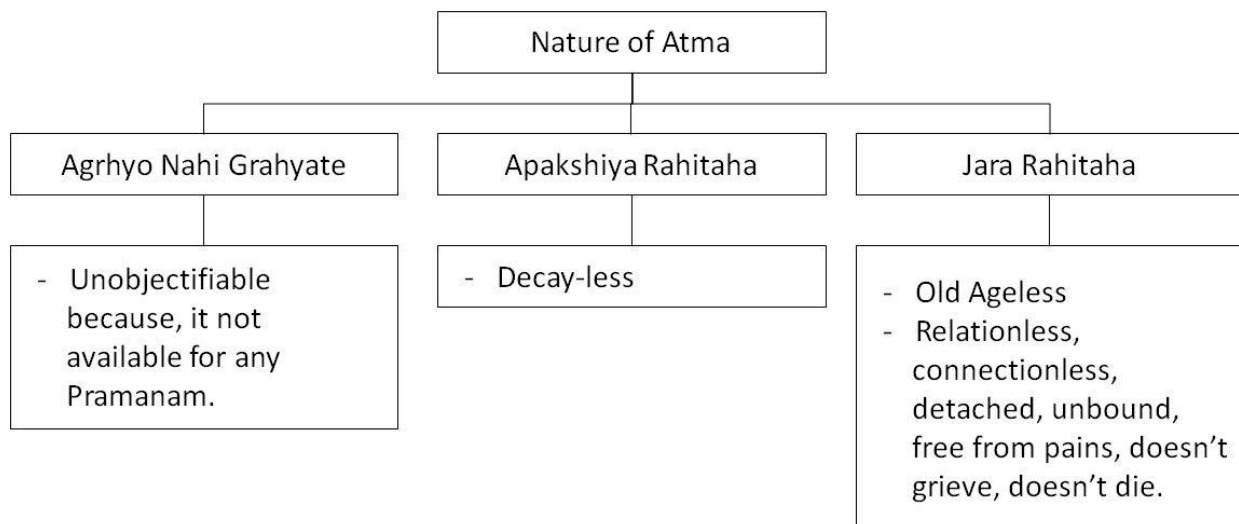 Nature of Atma
Agrhyo Nahi Grahyate
Apakshiya Rahitaha
Jara Rahitaha
- Unobjectifiable
because, it not
available for any
Pramanam.
- Decay-less
- Old Ageless
- Relationless,
connectionless,
detached, unbound,
free from pains, doesn’t
grieve, doesn’t die.